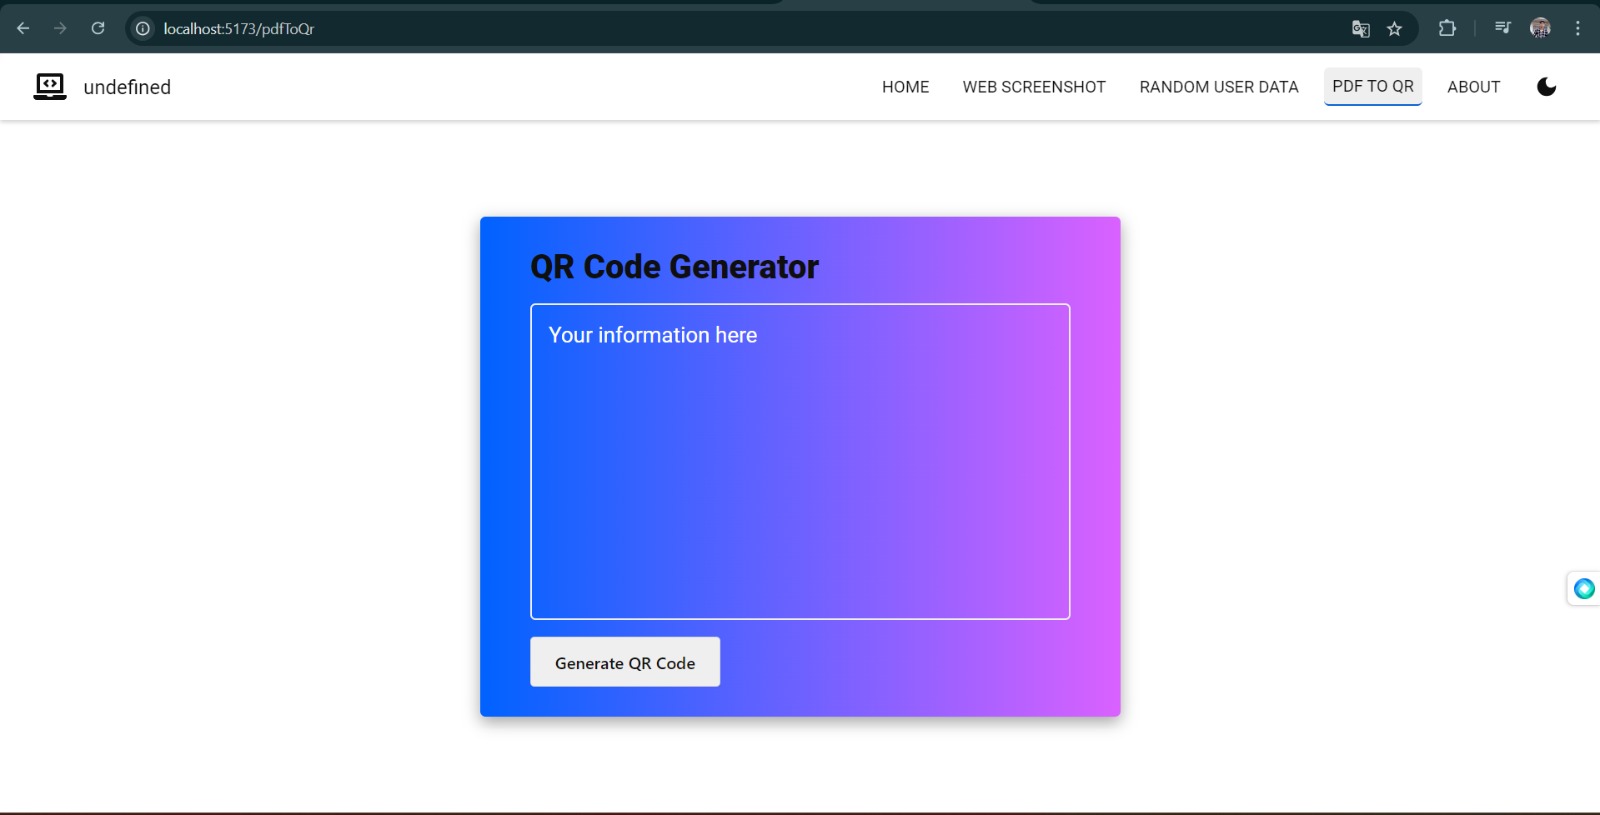 localhost:5173/pdfToQr
undefined
HOME WEB SCREENSHOT RANDOM USER DATA PDF TO QR ABOUT
QR Code Generator
Your information here
Generate QR Code